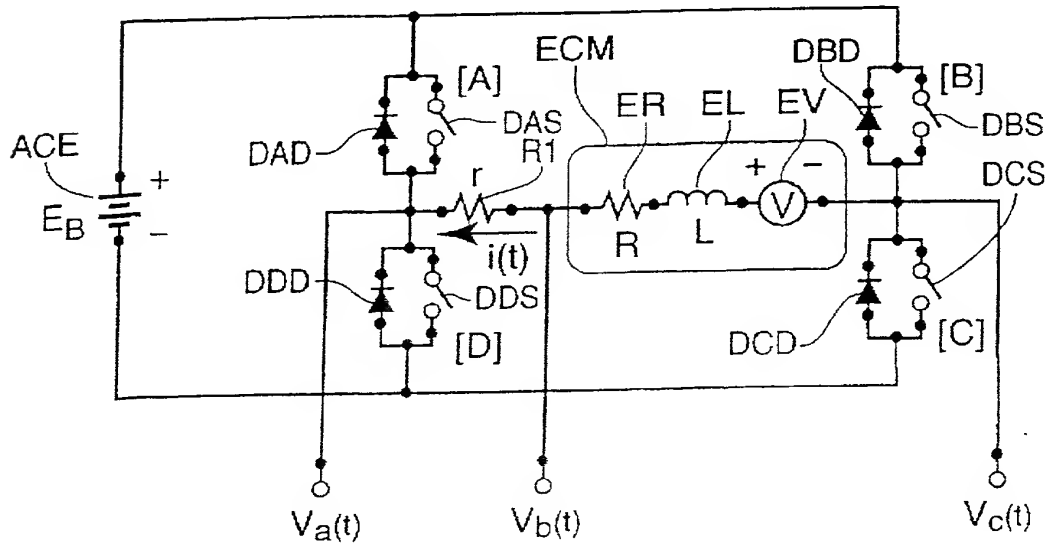 ECM
DBD
[A]
[B]
ER
EL
EV
DAS
DBS
ACE
DAD
R1
+
-
DCS
+
r
E_B
-
R
L
V
i(t)
DDD
DDS
[D]
DCD
[C]
V_a(t)
V_b(t)
V_c(t)